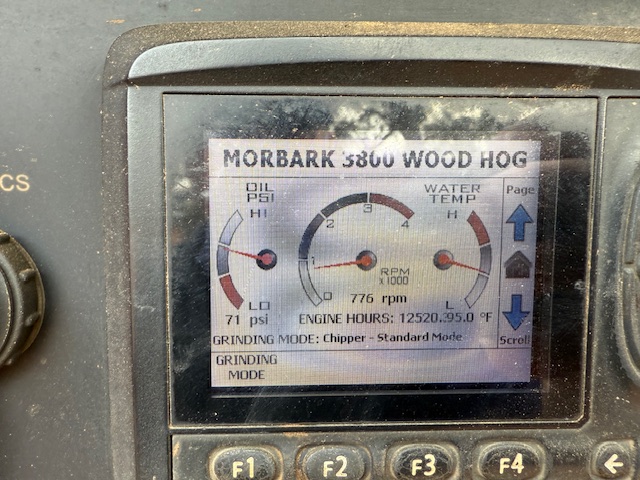 MORBARK 3800 WOOD HOG
CS
OIL
PSI
HI
LO
71 psi
0
1
2
3
4
RPM
X1000
776 rpm
WATER
TEMP
H
L
ENGINE HOURS: 12520.95.0 °F
GRINDING MODE: Chipper - Standard Mode
GRINDING
MODE
Page
Scroll
F1
F2
F3
F4